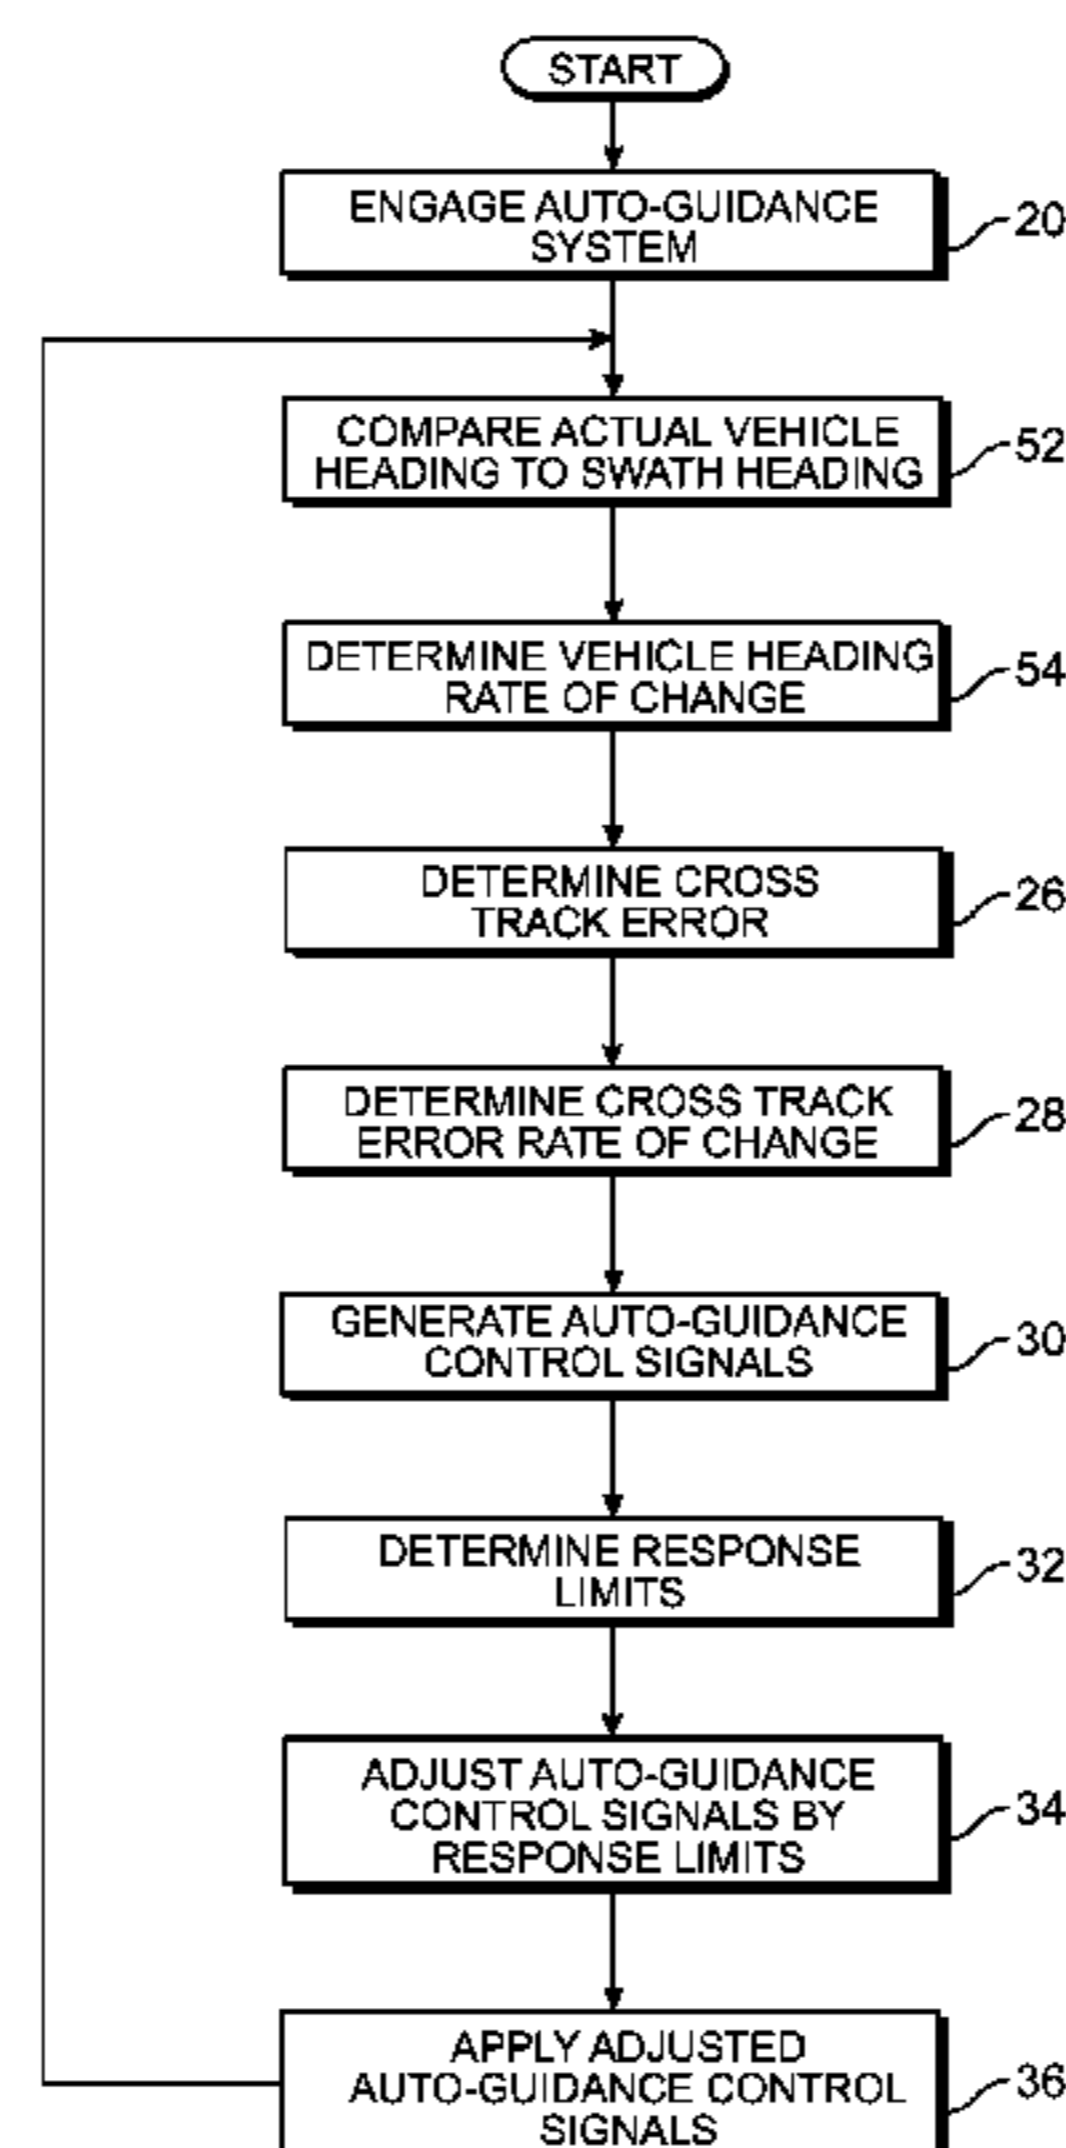 START
ENGAGE AUTO-GUIDANCE
SYSTEM
20
COMPARE ACTUAL VEHICLE
HEADING TO SWATH HEADING
52
DETERMINE VEHICLE HEADING
RATE OF CHANGE
54
DETERMINE CROSS
TRACK ERROR
26
DETERMINE CROSS TRACK
ERROR RATE OF CHANGE
28
GENERATE AUTO-GUIDANCE
CONTROL SIGNALS
30
DETERMINE RESPONSE
LIMITS
32
ADJUST AUTO-GUIDANCE
CONTROL SIGNALS BY
RESPONSE LIMITS
34
APPLY ADJUSTED
AUTO-GUIDANCE CONTROL
SIGNALS
36